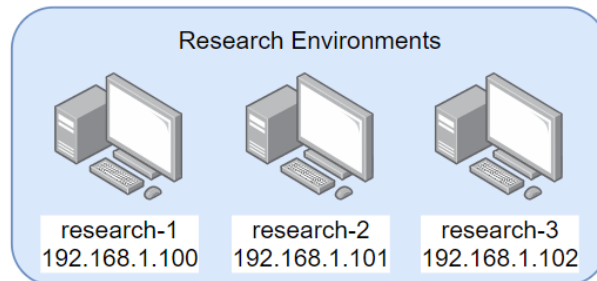 Research Environments
research-1
192.168.1.100
research-2
192.168.1.101
research-3
192.168.1.102